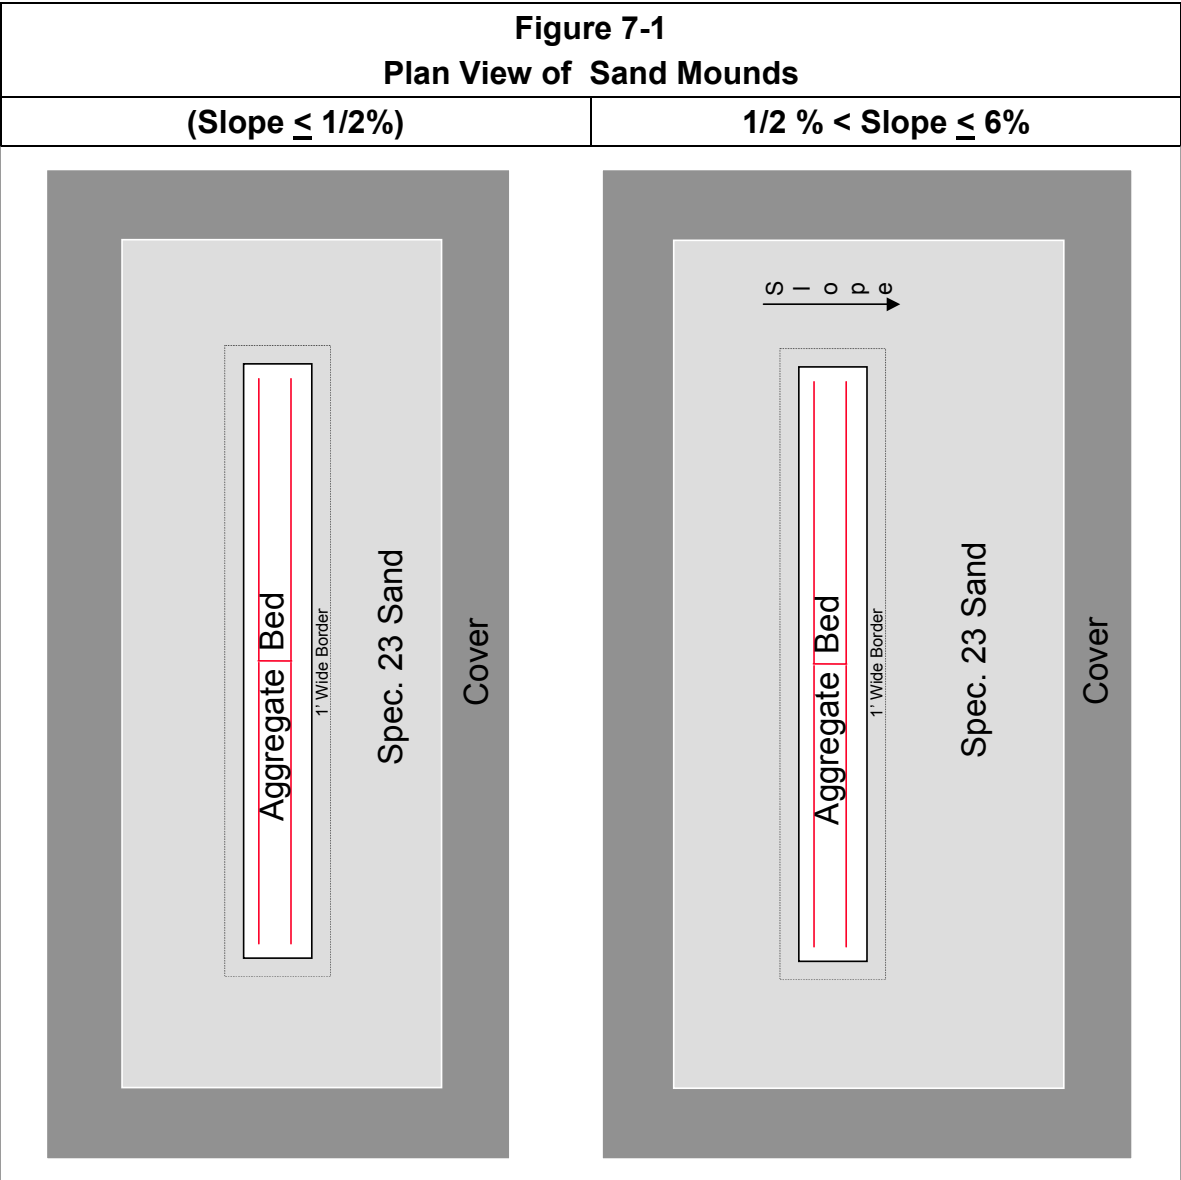 Figure 7-1
Plan View of Sand Mounds
(Slope ≤ 1/2%)
1/2 % < Slope ≤ 6%
Aggregate Bed
1' Wide Border
Spec. 23 Sand
Cover
Slope
Aggregate Bed
1' Wide Border
Spec. 23 Sand
Cover